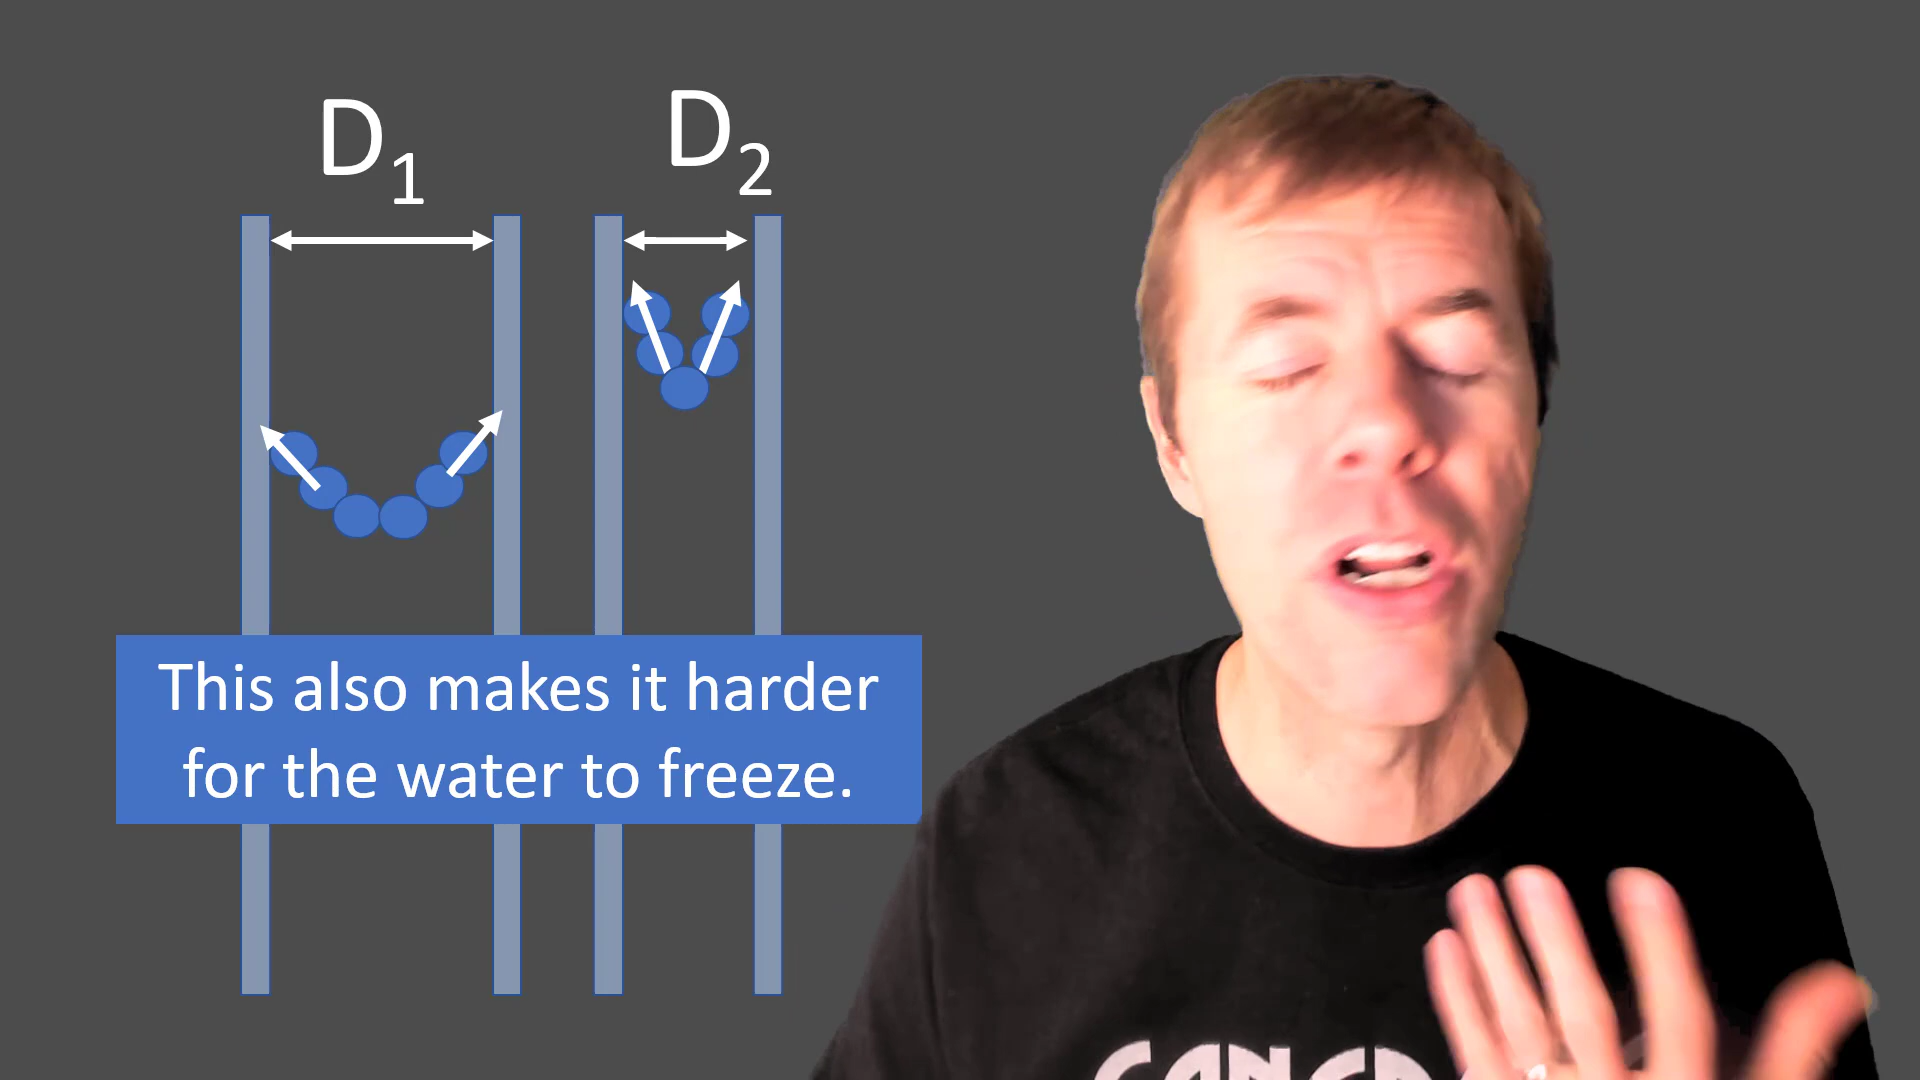 D₁
D₂
This also makes it harder
for the water to freeze.